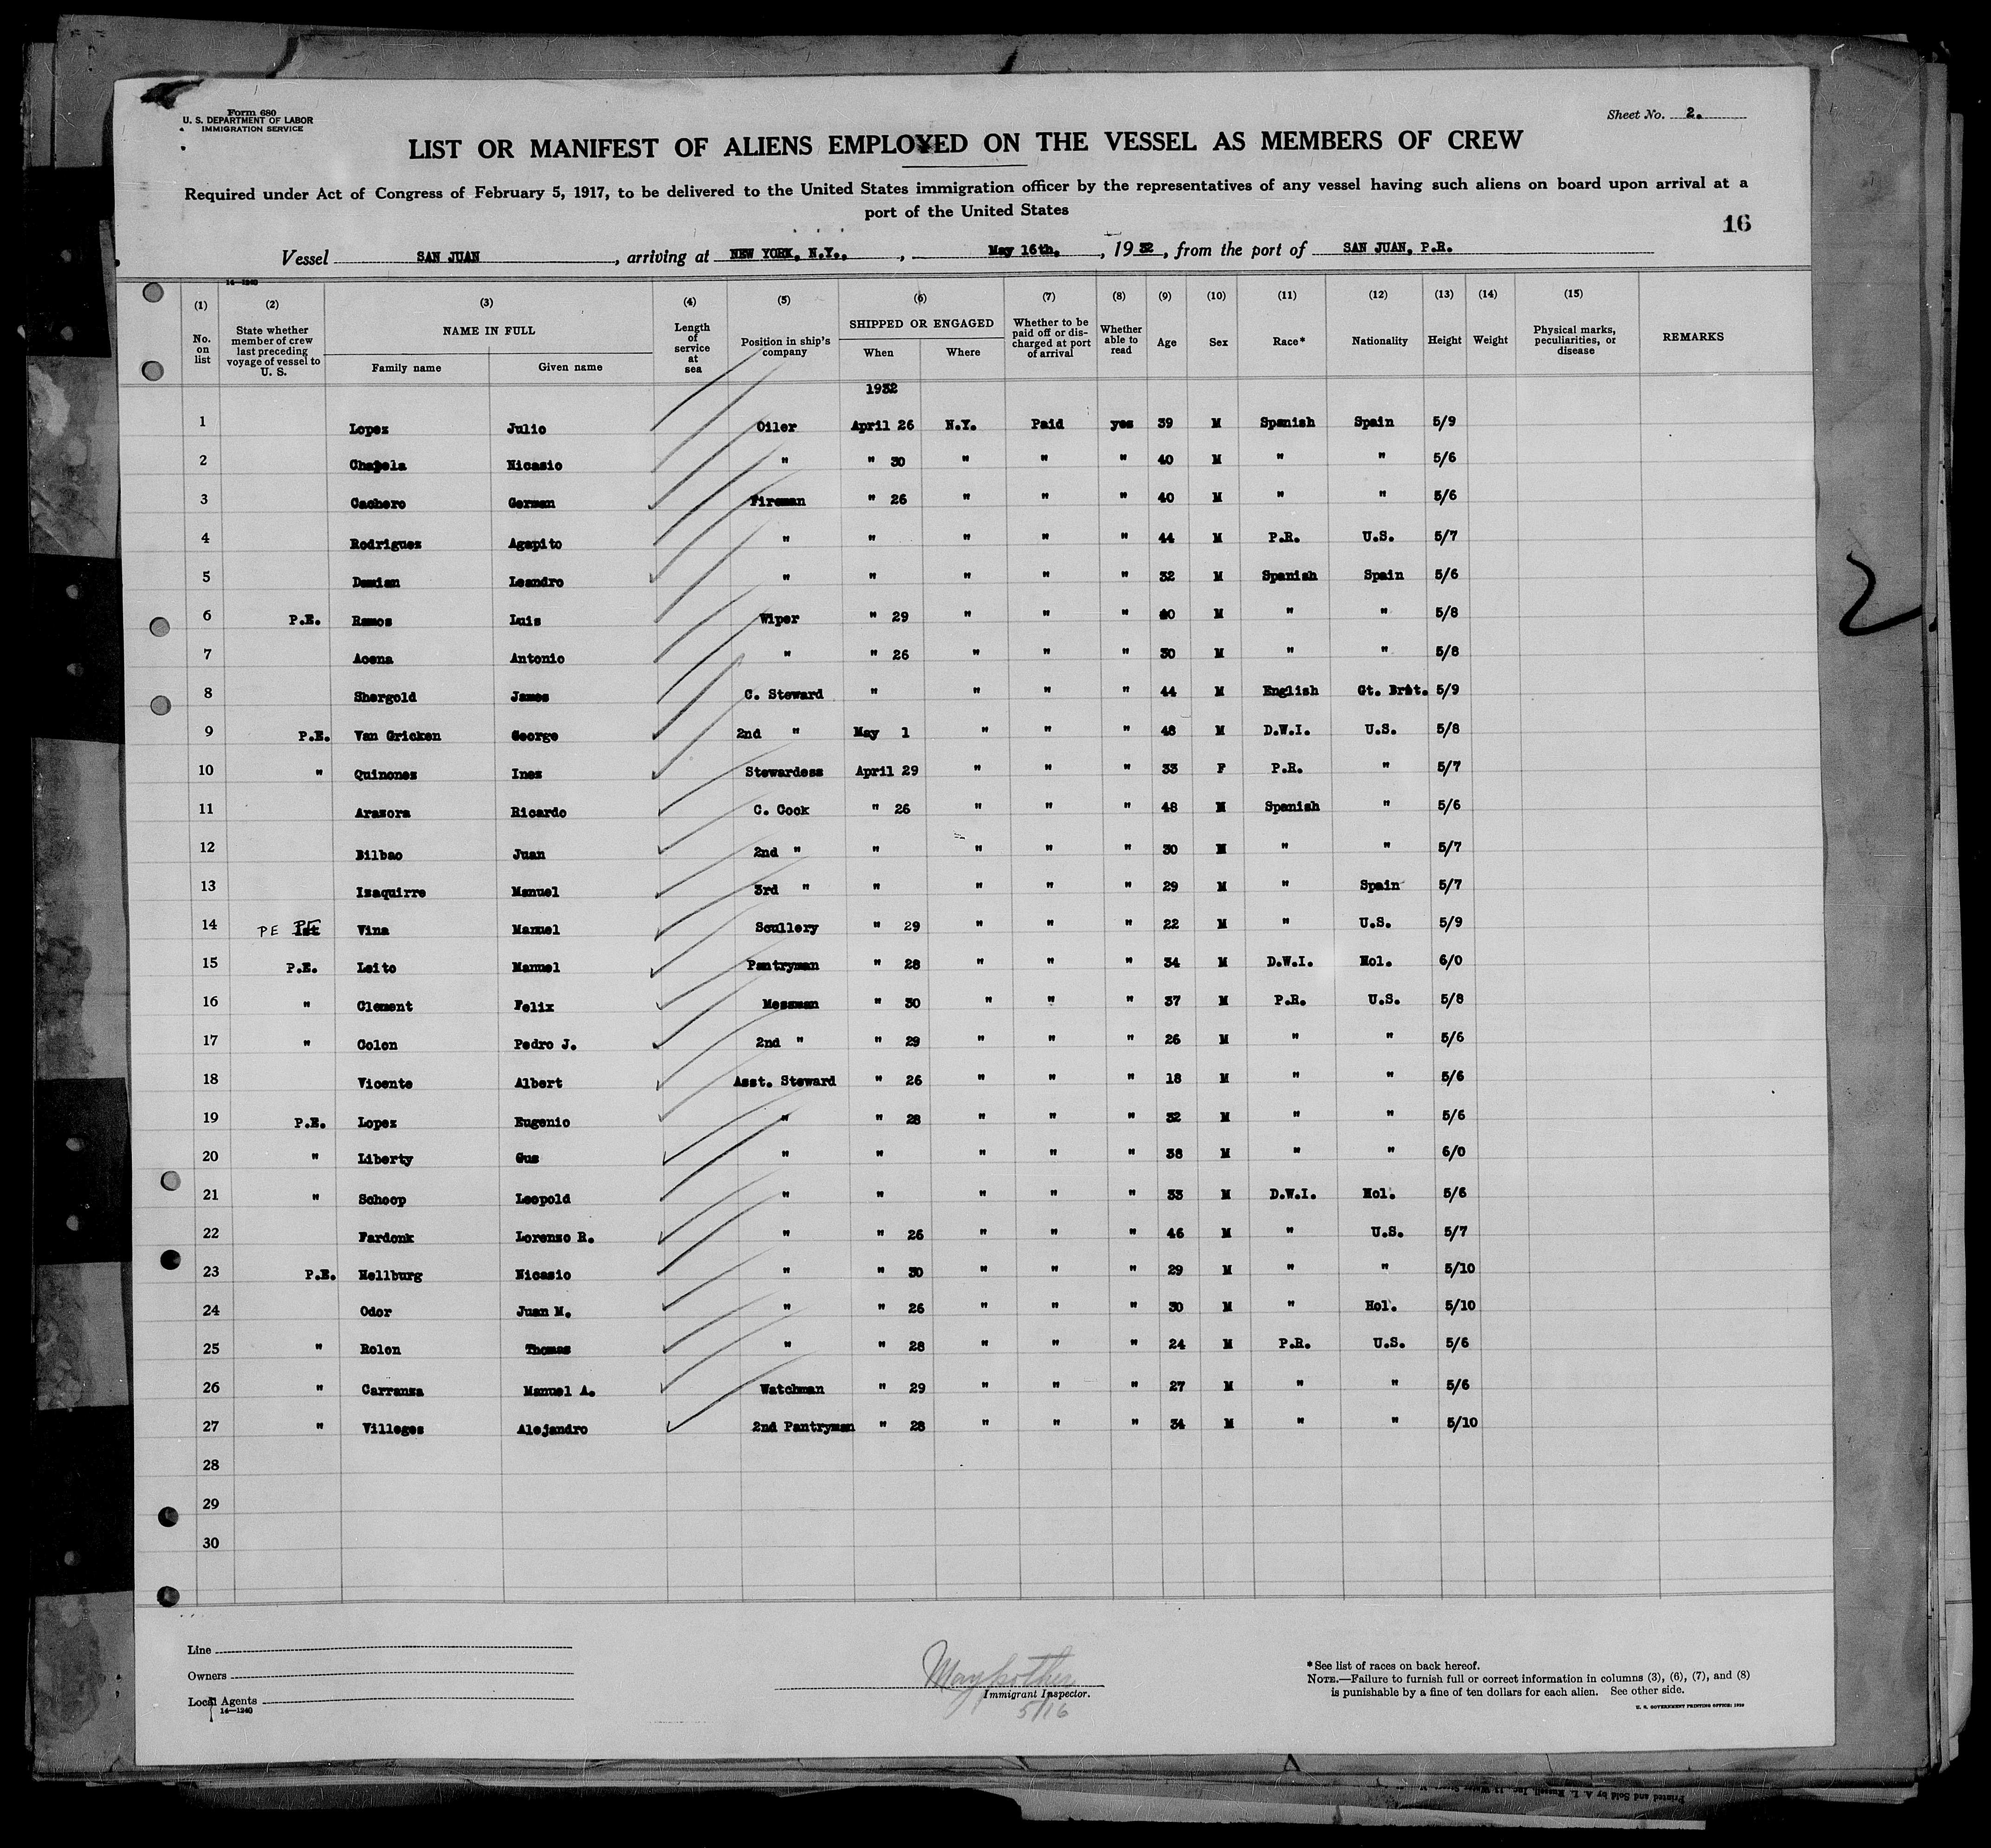 Form 680
U. S. DEPARTMENT OF LABOR
IMMIGRATION SERVICE
Sheet No. 2.
LIST OR MANIFEST OF ALIENS EMPLOYED ON THE VESSEL AS MEMBERS OF CREW
Required under Act of Congress of February 5, 1917, to be delivered to the United States immigration officer by the representatives of any vessel having such aliens on board upon arrival at a
port of the United States
16
Vessel SAN JUAN, arriving at NEW YORK, N.Y., , May 16th, , 1932, from the port of SAN JUAN, P.R.
14—1240
(1) (2) (3) (4) (5) (6) (7) (8) (9) (10) (11) (12) (13) (14) (15)
No. on list State whether member of crew last preceding voyage of vessel to U. S. NAME IN FULL Family name Given name Length of service at sea Position in ship's company SHIPPED OR ENGAGED When Where Whether to be paid off or discharged at port of arrival Whether able to read Age Sex Race* Nationality Height Weight Physical marks, peculiarities, or disease REMARKS
1932
1 Lopez Julio Oiler April 26 N.Y. Paid yes 39 M Spanish Spain 5/9
2 Chapela Nicasio " " 30 " " " 40 M " " 5/6
3 Cachero German Fireman " 26 " " " 40 M " " 5/6
4 Rodriguez Agapito " " " " " 44 M P.R. U.S. 5/7
5 Damian Leandro " " " " " 32 M Spanish Spain 5/6
6 P.E. Ramos Luis Wiper " 29 " " " 40 M " " 5/8
7 Acena Antonio " " 26 " " " 30 M " " 5/8
8 Shergold James C. Steward " " " " 44 M English Gt. Brit. 5/9
9 P.E. Van Gricken George 2nd " May 1 " " " 48 M D.W.I. U.S. 5/8
10 " Quinones Inez Stewardess April 29 " " " 33 F P.R. " 5/7
11 Arazora Ricardo C. Cook " 26 " " " 48 M Spanish " 5/6
12 Bilbao Juan 2nd " " " " " 30 M " " 5/7
13 Izaquirre Manuel 3rd " " " " " 29 M " Spain 5/7
14 PE PE 1st Vina Manuel Scullery " 29 " " " 22 M " U.S. 5/9
15 P.E. Leito Manuel Pantryman " 28 " " " 34 M D.W.I. Hol. 6/0
16 " Clement Felix Messman " 30 " " " 37 M P.R. U.S. 5/8
17 " Colon Pedro J. 2nd " " 29 " " " 26 M " " 5/6
18 Vicente Albert Asst. Steward " 26 " " " 18 M " " 5/6
19 P.E. Lopez Eugenio " " 28 " " " 32 M " " 5/6
20 " Liberty Gus " " " " " 38 M " " 6/0
21 " Schoop Leopold " " " " " 33 M D.W.I. Hol. 5/6
22 Fardonk Lorenzo R. " " 26 " " " 46 M " U.S. 5/7
23 P.E. Hellburg Nicasio " " 30 " " " 29 M " " 5/10
24 Odor Juan M. " " 26 " " " 30 M " Hol. 5/10
25 " Rolon Thomas " " 28 " " " 24 M P.R. U.S. 5/6
26 " Carranza Manuel A. Watchman " 29 " " " 27 M " " 5/6
27 " Villeges Alejandro 2nd Pantryman " 28 " " " 34 M " " 5/10
28
29
30
Line
Owners
Local Agents
14—1240
Immigrant Inspector.
5/16
*See list of races on back hereof.
NOTE.—Failure to furnish full or correct information in columns (3), (6), (7), and (8)
is punishable by a fine of ten dollars for each alien. See other side.
U. S. GOVERNMENT PRINTING OFFICE: 1929
2